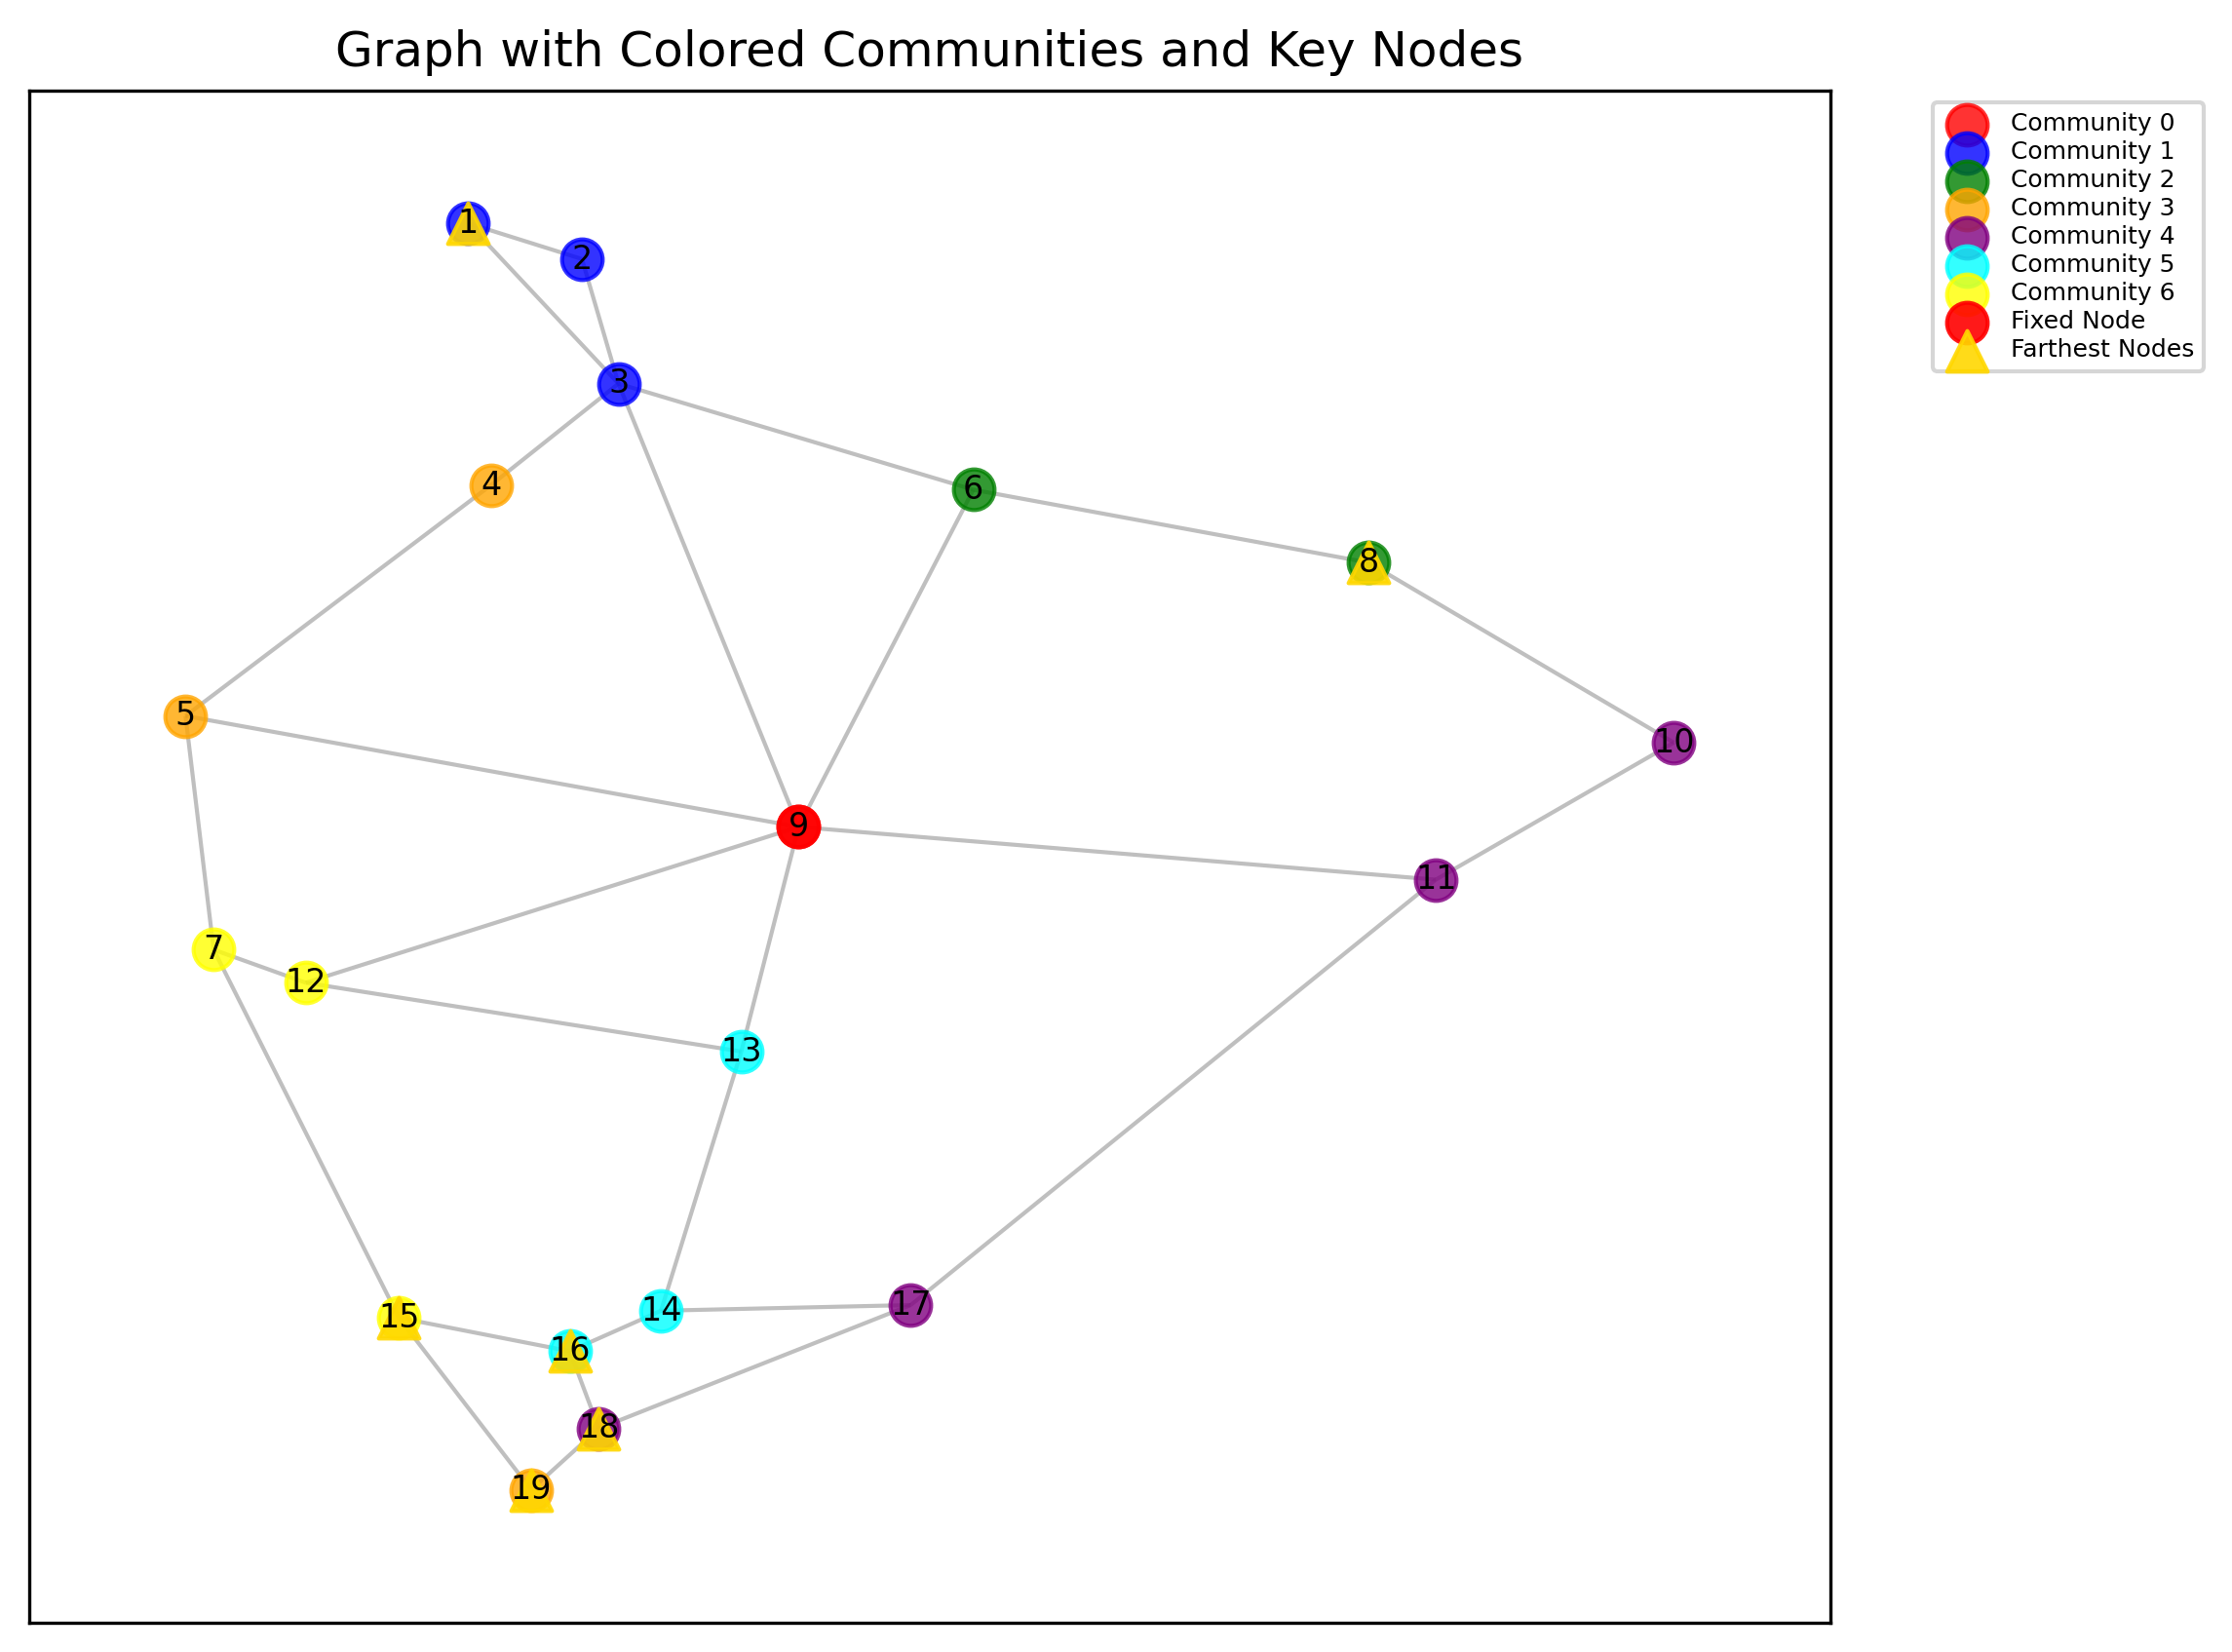 Graph with Colored Communities and Key Nodes
Community 0
Community 1
Community 2
Community 3
Community 4
Community 5
Community 6
Fixed Node
Farthest Nodes
1
2
3
4
6
8
5
10
9
11
7
12
13
15
14
17
16
18
19